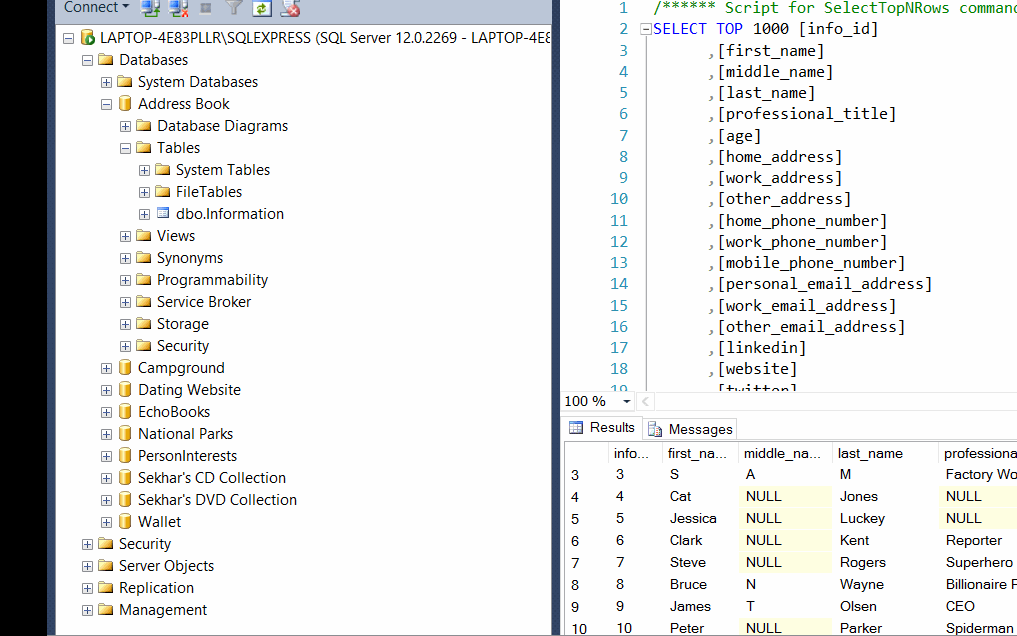 Connect
LAPTOP-4E83PLLR\SQLEXPRESS (SQL Server 12.0.2269 - LAPTOP-4E8
Databases
System Databases
Address Book
Database Diagrams
Tables
System Tables
FileTables
dbo.Information
Views
Synonyms
Programmability
Service Broker
Storage
Security
Campground
Dating Website
EchoBooks
National Parks
PersonInterests
Sekhar's CD Collection
Sekhar's DVD Collection
Wallet
Security
Server Objects
Replication
Management
1 /****** Script for SelectTopNRows comman
2 SELECT TOP 1000 [info_id]
3 ,[first_name]
4 ,[middle_name]
5 ,[last_name]
6 ,[professional_title]
7 ,[age]
8 ,[home_address]
9 ,[work_address]
10 ,[other_address]
11 ,[home_phone_number]
12 ,[work_phone_number]
13 ,[mobile_phone_number]
14 ,[personal_email_address]
15 ,[work_email_address]
16 ,[other_email_address]
17 ,[linkedin]
18 ,[website]
19 ,[twitter]
100 %
Results Messages
info... first_na... middle_na... last_name professiona
3 3 S A M Factory Wo
4 4 Cat NULL Jones NULL
5 5 Jessica NULL Luckey NULL
6 6 Clark NULL Kent Reporter
7 7 Steve NULL Rogers Superhero
8 8 Bruce N Wayne Billionaire P
9 9 James T Olsen CEO
10 10 Peter NULL Parker Spiderman